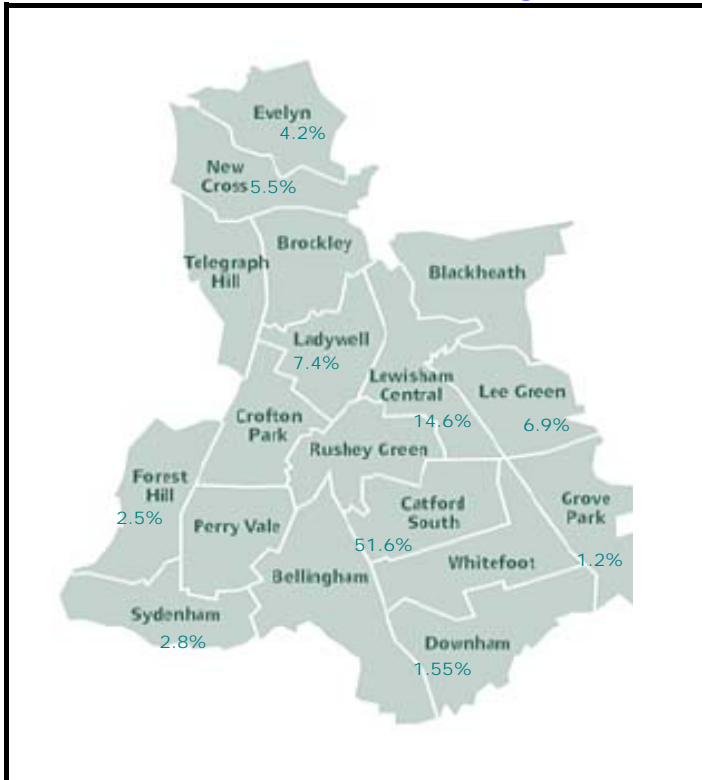 Evelyn
4.2%
New
Cross 5.5%
Telegraph
Hill
Brockley
Blackheath
Ladywell
7.4%
Lewisham
Central
14.6%
Lee Green
6.9%
Crofton
Park
Rushey Green
Forest
Hill
2.5%
Perry Vale
Catford
South
51.6%
Grove
Park
1.2%
Whitefoot
Bellingham
Sydenham
2.8%
Downham
1.55%